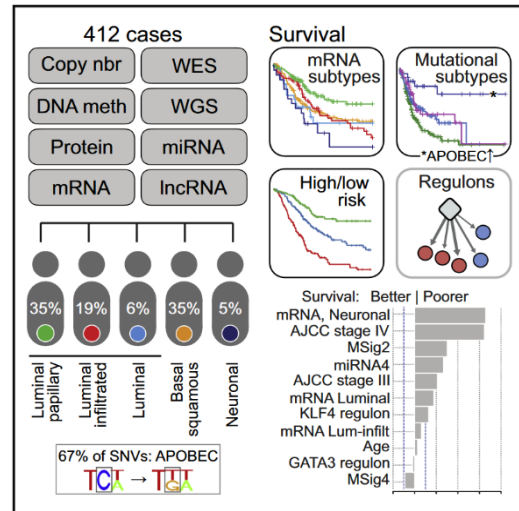 412 cases
Copy nbr
WES
DNA meth
WGS
Protein
miRNA
mRNA
lncRNA
35%
19%
6%
35%
5%
Luminal
papillary
Luminal
infiltrated
Luminal
Basal
squamous
Neuronal
67% of SNVs: APOBEC
TCT
A
→
TTT
G
A
Survival
mRNA
subtypes
Mutational
subtypes
*
*APOBEC↑
High/low
risk
Regulons
Survival: Better | Poorer
mRNA, Neuronal
AJCC stage IV
MSig2
miRNA4
AJCC stage III
mRNA Luminal
KLF4 regulon
mRNA Lum-infilt
Age
GATA3 regulon
MSig4